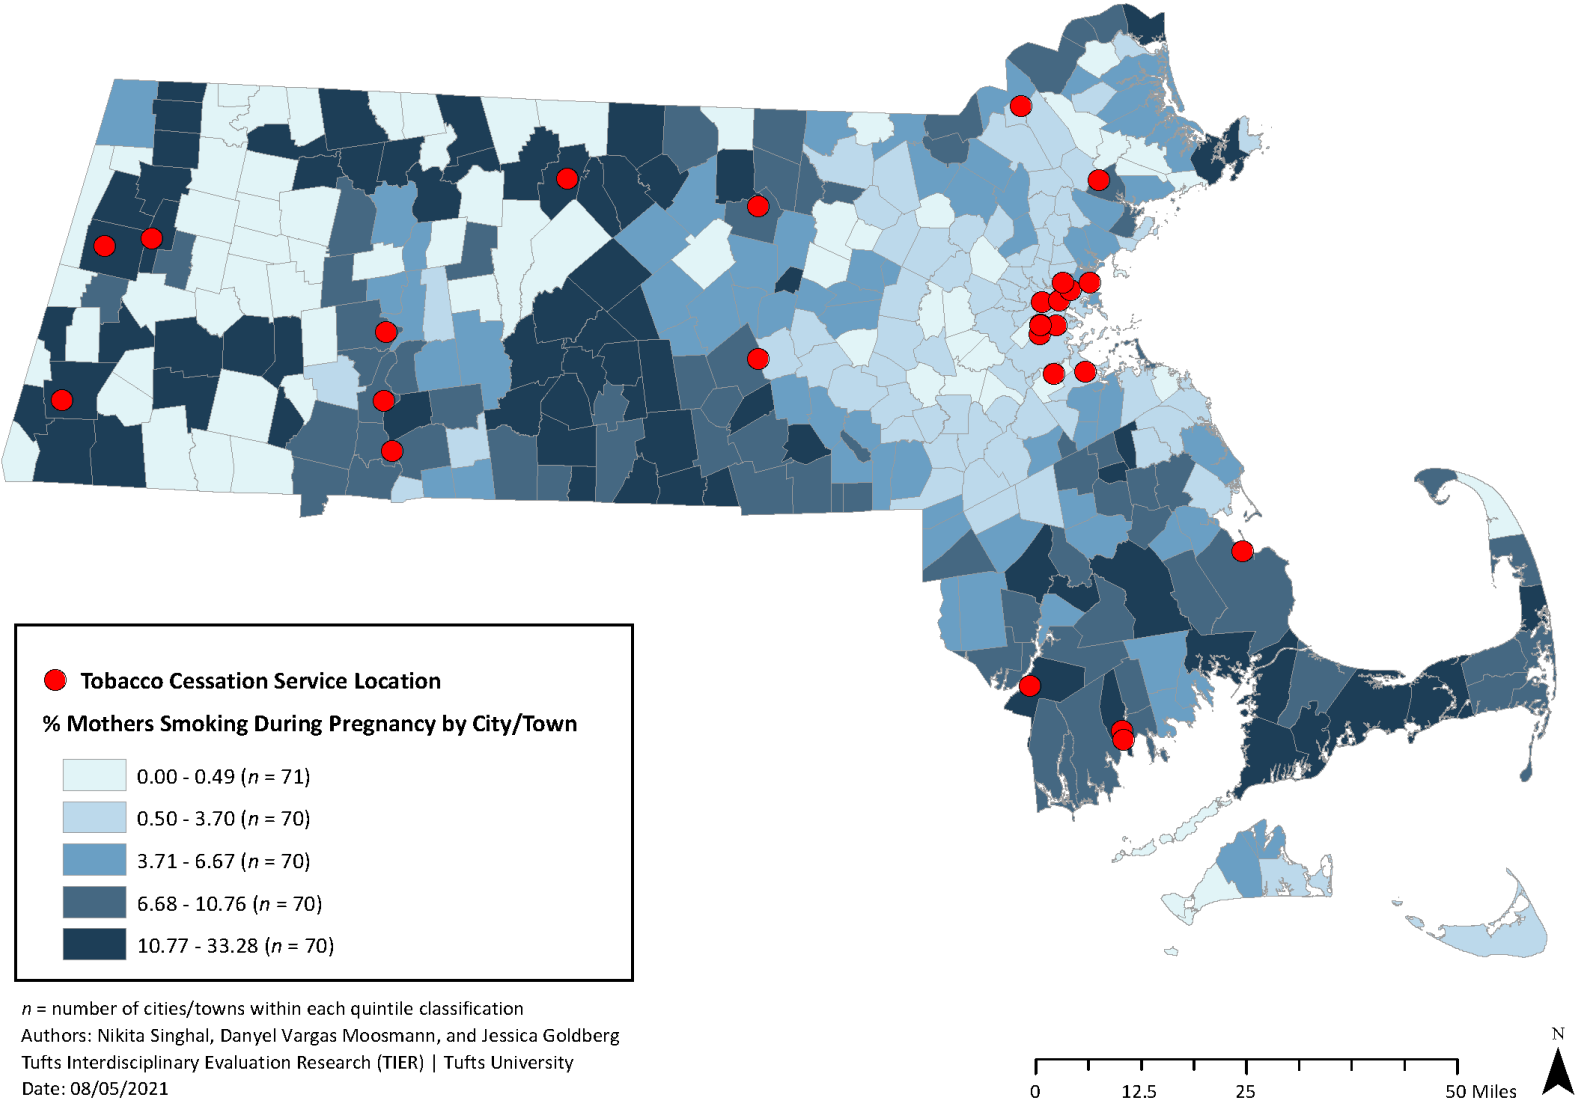 Tobacco Cessation Service Location
% Mothers Smoking During Pregnancy by City/Town
0.00 - 0.49 (n = 71)
0.50 - 3.70 (n = 70)
3.71 - 6.67 (n = 70)
6.68 - 10.76 (n = 70)
10.77 - 33.28 (n = 70)
n = number of cities/towns within each quintile classification
Authors: Nikita Singhal, Danyel Vargas Moosmann, and Jessica Goldberg
Tufts Interdisciplinary Evaluation Research (TIER) | Tufts University
Date: 08/05/2021
N
0 12.5 25 50 Miles